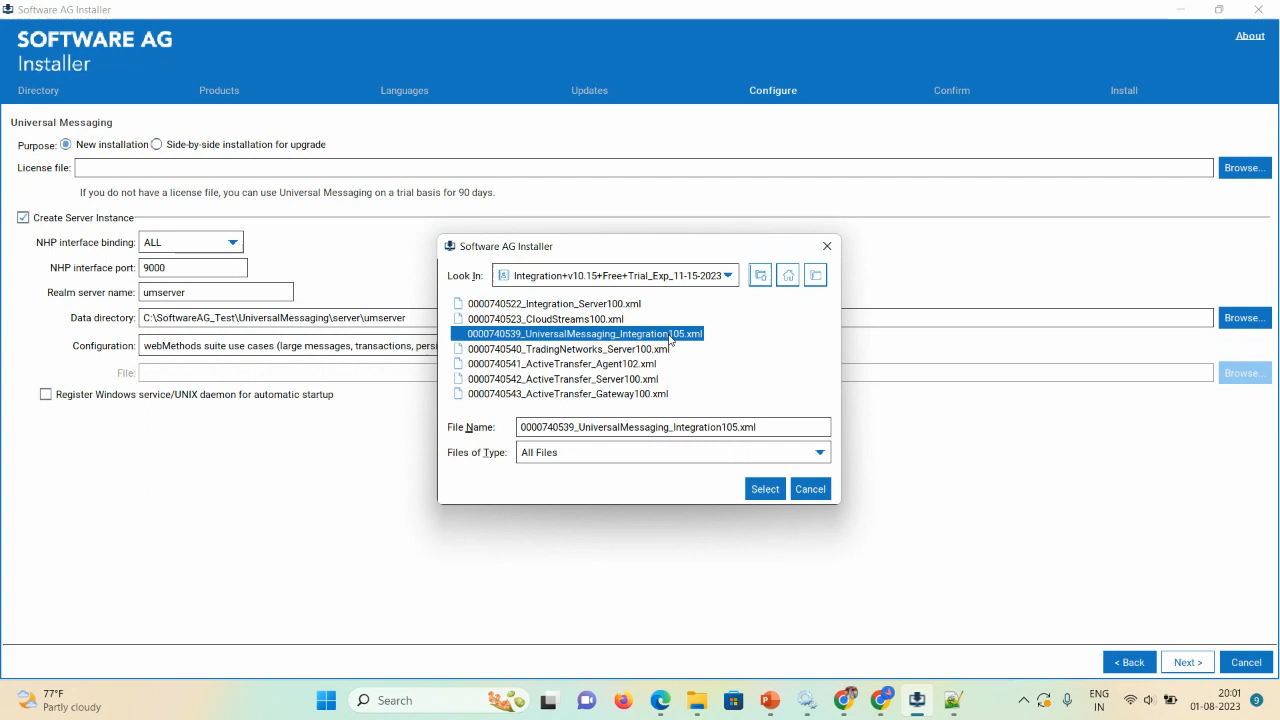 Software AG Installer
SOFTWARE AG
Installer
About
Directory Products Languages Updates Configure Confirm Install
Universal Messaging
Purpose: New installation Side-by-side installation for upgrade
License file: Browse...
If you do not have a license file, you can use Universal Messaging on a trial basis for 90 days.
Create Server Instance
NHP interface binding: ALL
NHP interface port: 9000
Realm server name: umserver
Data directory: C:\SoftwareAG_Test\UniversalMessaging\server\umserver Browse...
Configuration: webMethods suite use cases (large messages, transactions, persi
File: Browse...
Register Windows service/UNIX daemon for automatic startup
Software AG Installer
Look In: Integration+v10.15+Free+Trial_Exp_11-15-2023
0000740522_Integration_Server100.xml
0000740523_CloudStreams100.xml
0000740539_UniversalMessaging_Integration105.xml
0000740540_TradingNetworks_Server100.xml
0000740541_ActiveTransfer_Agent102.xml
0000740542_ActiveTransfer_Server100.xml
0000740543_ActiveTransfer_Gateway100.xml
File Name: 0000740539_UniversalMessaging_Integration105.xml
Files of Type: All Files
Select Cancel
< Back Next > Cancel
77°F
Partly cloudy
Search
ENG
IN
20:01
01-08-2023
9